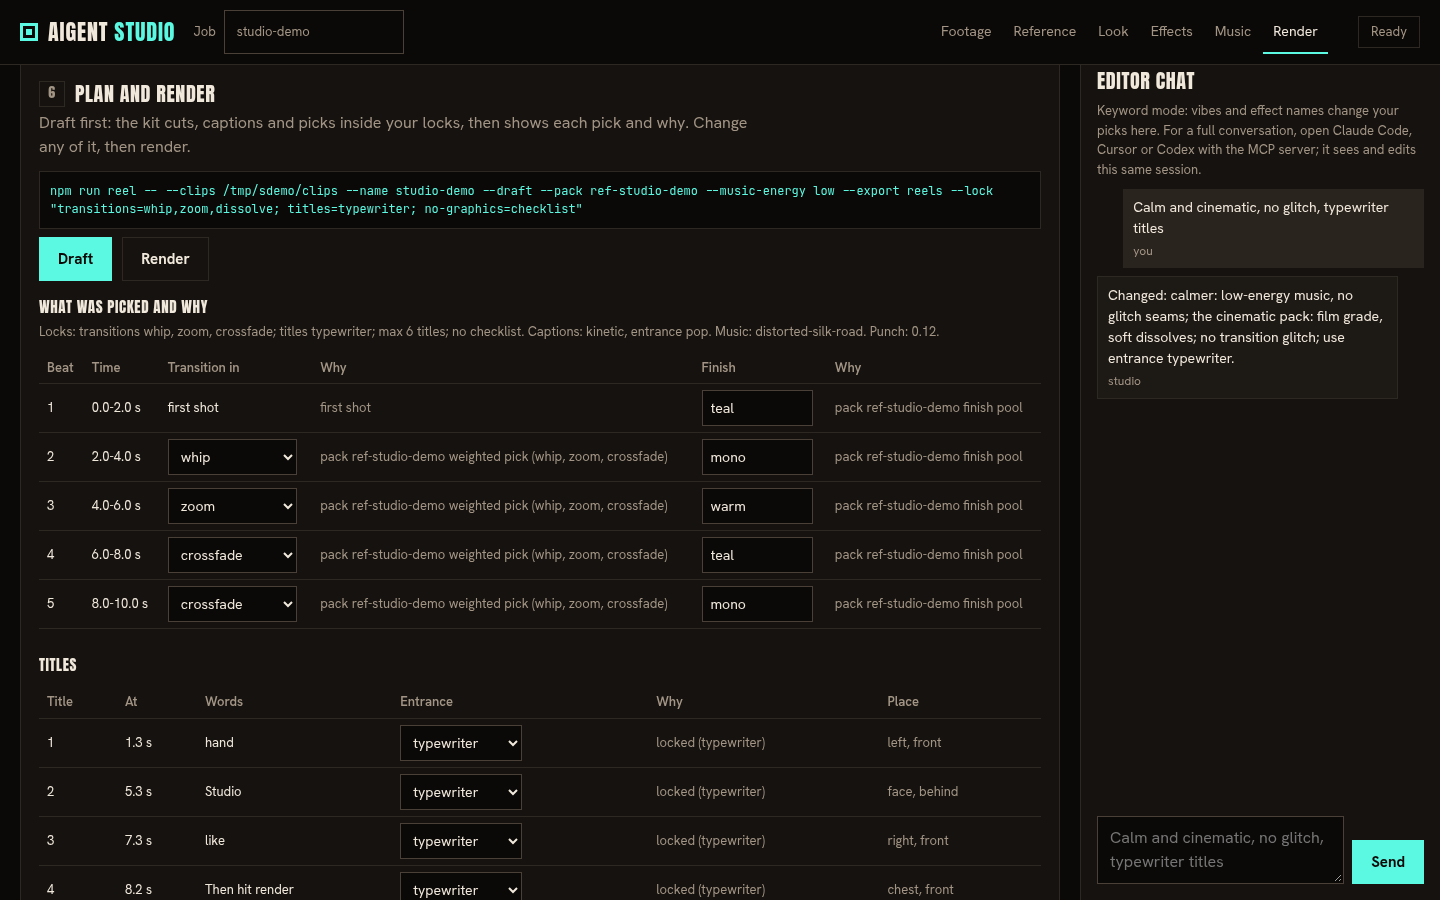 AIGENT STUDIO
Job
studio-demo
Footage
Reference
Look
Effects
Music
Render
Ready
6
PLAN AND RENDER
Draft first: the kit cuts, captions and picks inside your locks, then shows each pick and why. Change
any of it, then render.
npm run reel -- --clips /tmp/sdemo/clips --name studio-demo --draft --pack ref-studio-demo --music-energy low --export reels --lock
"transitions=whip,zoom,dissolve; titles=typewriter; no-graphics=checklist"
Draft
Render
WHAT WAS PICKED AND WHY
Locks: transitions whip, zoom, crossfade; titles typewriter; max 6 titles; no checklist. Captions: kinetic, entrance pop. Music: distorted-silk-road. Punch: 0.12.
Beat Time Transition in Why Finish Why
1 0.0-2.0 s first shot first shot teal pack ref-studio-demo finish pool
2 2.0-4.0 s whip pack ref-studio-demo weighted pick (whip, zoom, crossfade) mono pack ref-studio-demo finish pool
3 4.0-6.0 s zoom pack ref-studio-demo weighted pick (whip, zoom, crossfade) warm pack ref-studio-demo finish pool
4 6.0-8.0 s crossfade pack ref-studio-demo weighted pick (whip, zoom, crossfade) teal pack ref-studio-demo finish pool
5 8.0-10.0 s crossfade pack ref-studio-demo weighted pick (whip, zoom, crossfade) mono pack ref-studio-demo finish pool
TITLES
Title At Words Entrance Why Place
1 1.3 s hand typewriter locked (typewriter) left, front
2 5.3 s Studio typewriter locked (typewriter) face, behind
3 7.3 s like typewriter locked (typewriter) right, front
4 8.2 s Then hit render typewriter locked (typewriter) chest, front
EDITOR CHAT
Keyword mode: vibes and effect names change your
picks here. For a full conversation, open Claude Code,
Cursor or Codex with the MCP server; it sees and edits
this same session.
Calm and cinematic, no glitch, typewriter
titles
you
Changed: calmer: low-energy music, no
glitch seams; the cinematic pack: film grade,
soft dissolves; no transition glitch; use
entrance typewriter.
studio
Calm and cinematic, no glitch,
typewriter titles
Send